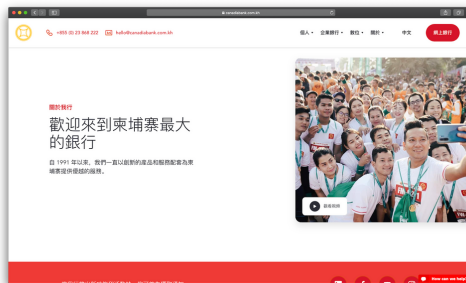 canadiabank.com.kh
+855 (0) 23 868 222
hello@canadiabank.com.kh
個人
企業銀行
數位
關於
中文
網上銀行
關於我行
歡迎來到柬埔寨最大
的銀行
自 1991 年以來，我們一直以創新的產品和服務配套為柬
埔寨提供優越的服務。
觀看視頻
How can we help?